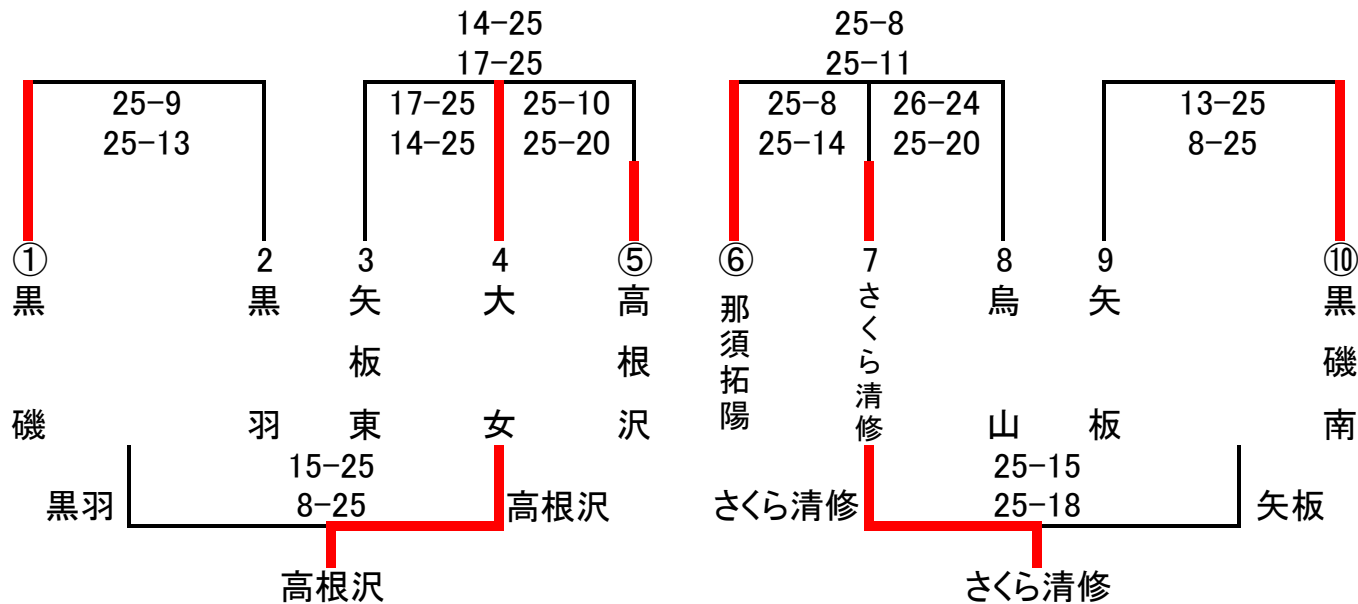 14-25 25-8
17-25 25-11
25-9 17-25 25-10 25-8 26-24 13-25
25-13 14-25 25-20 25-14 25-20 8-25
① 2 3 4 ⑤ ⑥ 7 8 9 ⑩
黒磯
黒羽
矢板東
大女
高根沢
那須拓陽
さくら清修
烏山
矢板
黒磯南
15-25 25-15
黒羽 8-25 高根沢 さくら清修 25-18 矢板
高根沢 さくら清修